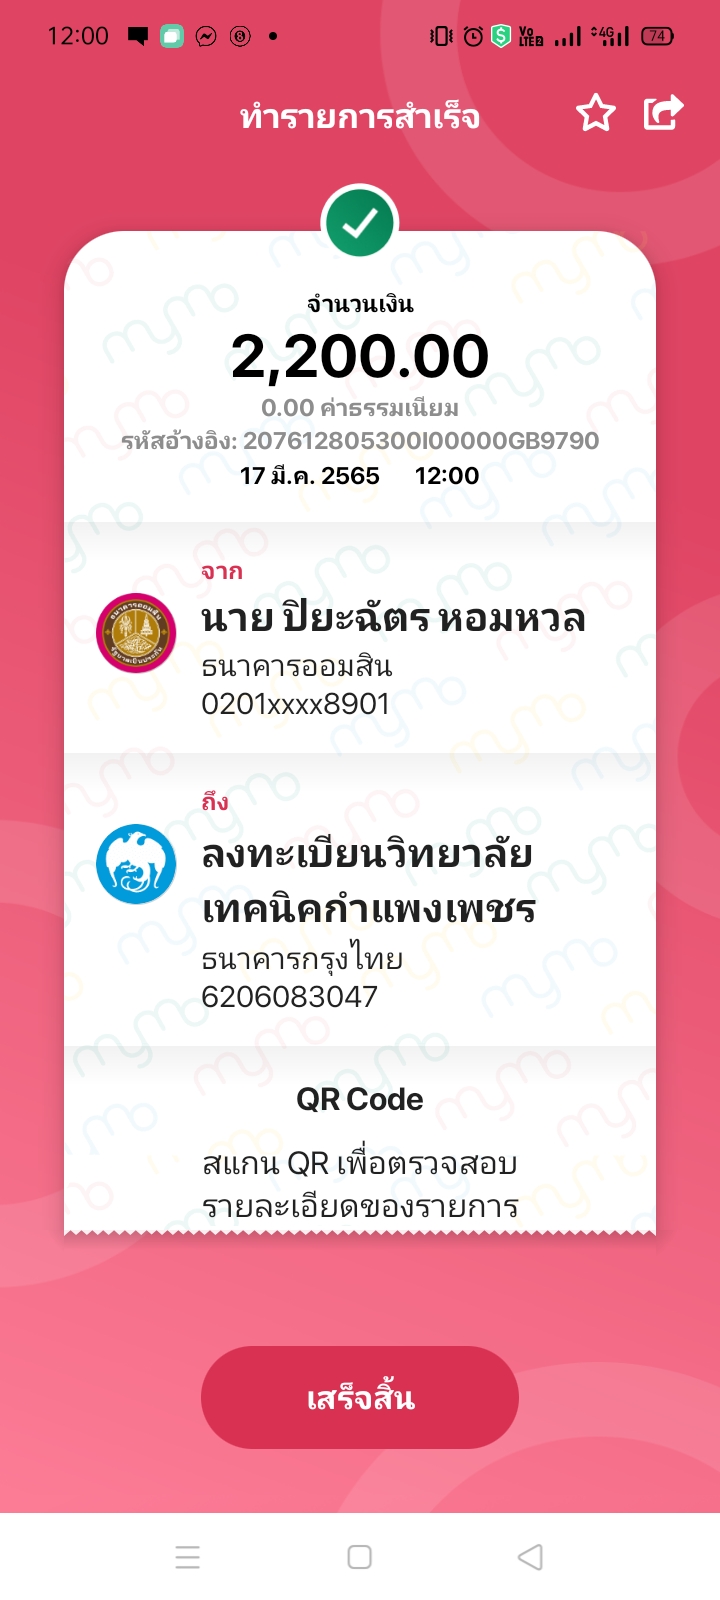 12:00
Vo LTE2 4G 74
ทำรายการสำเร็จ
จำนวนเงิน
2,200.00
0.00 ค่าธรรมเนียม
รหัสอ้างอิง: 207612805300I00000GB9790
17 มี.ค. 2565 12:00
จาก
นาย ปิยะฉัตร หอมหวล
ธนาคารออมสิน
0201xxxx8901
ถึง
ลงทะเบียนวิทยาลัย
เทคนิคกำแพงเพชร
ธนาคารกรุงไทย
6206083047
QR Code
สแกน QR เพื่อตรวจสอบ
รายละเอียดของรายการ
เสร็จสิ้น